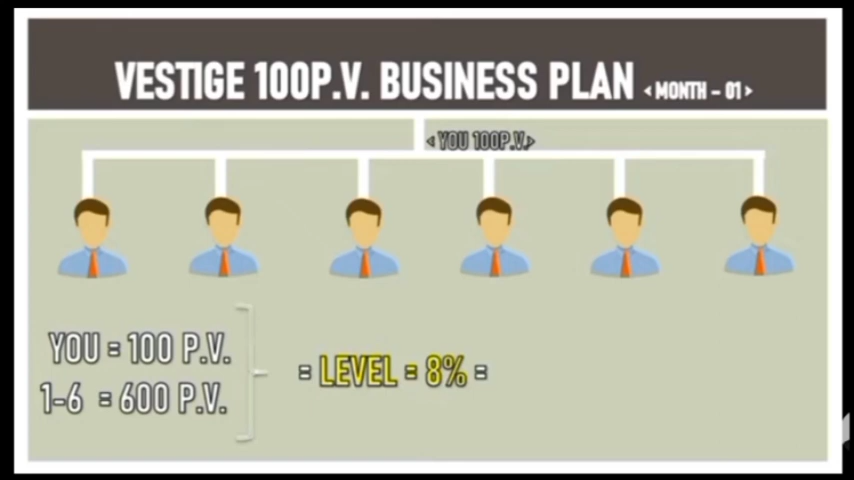 VESTIGE 100P.V. BUSINESS PLAN < MONTH - 01 >
< YOU 100P.V.>
YOU = 100 P.V.
1-6 = 600 P.V.
= LEVEL = 8% =